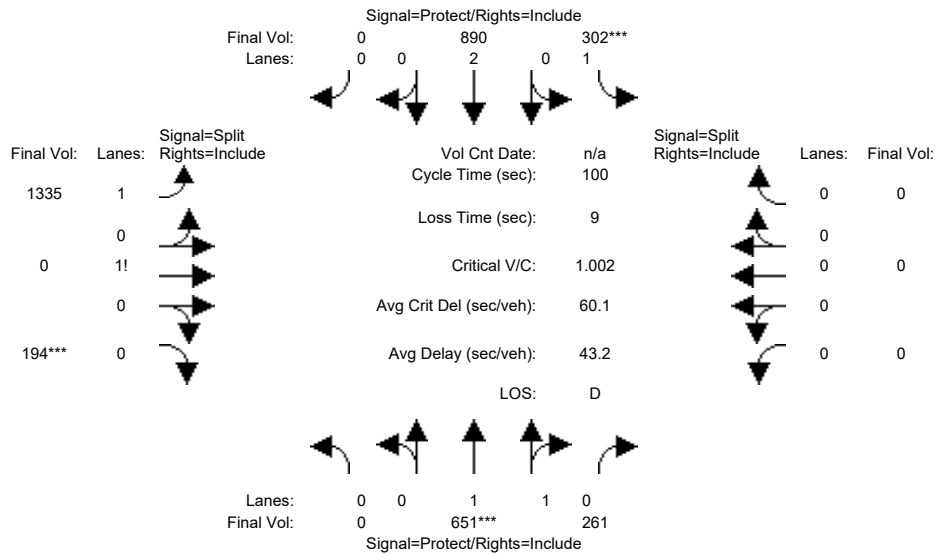 Signal=Protect/Rights=Include
Final Vol: 0 890 302***
Lanes: 0 0 2 0 1
Signal=Split
Final Vol: Lanes: Rights=Include
Vol Cnt Date: n/a
Signal=Split
Rights=Include Lanes: Final Vol:
Cycle Time (sec): 100
1335 1
0 0
Loss Time (sec): 9
0
0
0 1!
Critical V/C: 1.002
0 0
0
Avg Crit Del (sec/veh): 60.1
0
194*** 0
Avg Delay (sec/veh): 43.2
0 0
LOS: D
Lanes: 0 0 1 1 0
Final Vol: 0 651*** 261
Signal=Protect/Rights=Include